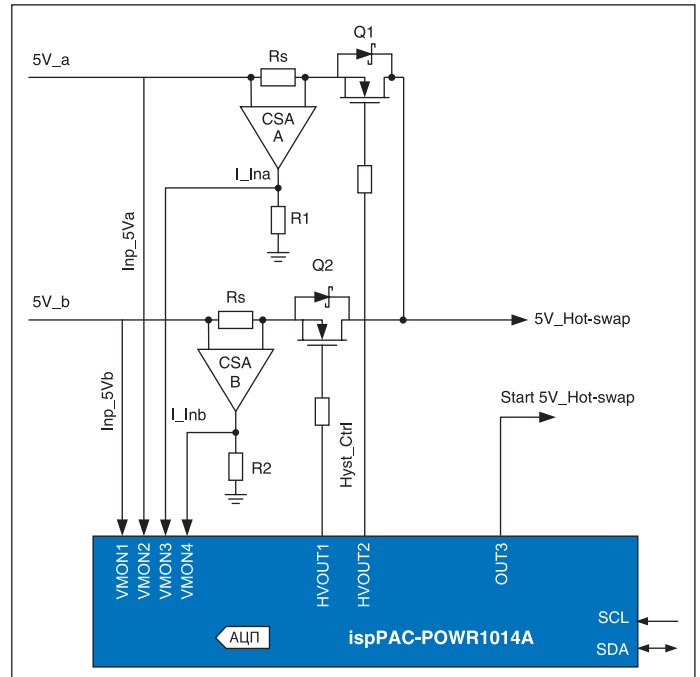 Q1
5V_a
Rs
CSA
A
I_Ina
R1
Inp_5Va
Q2
5V_b
Rs
5V_Hot-swap
CSA
B
Inp_5Vb
I_Inb
R2
Hyst_Ctrl
Start 5V_Hot-swap
VMON1
VMON2
VMON3
VMON4
HVOUT1
HVOUT2
OUT3
SCL
АЦП
ispPAC-POWR1014A
SDA